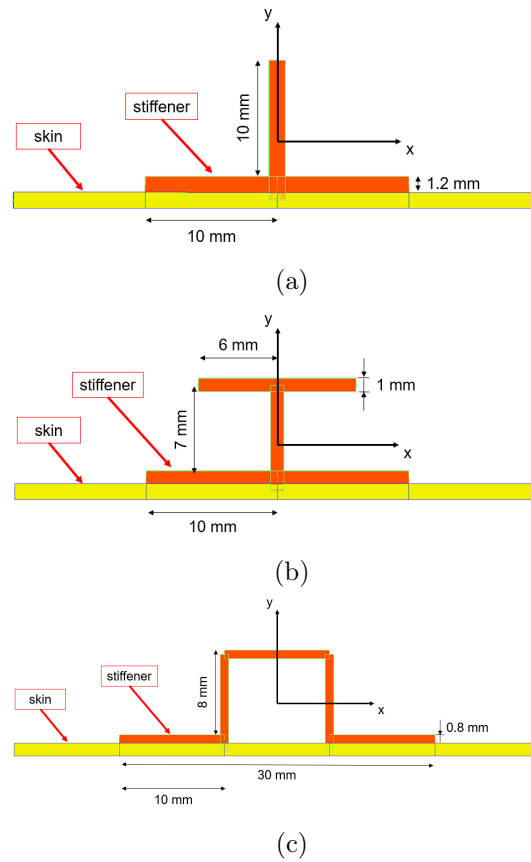 y
stiffener
10 mm
skin
x
1.2 mm
10 mm
(a)
y
6 mm
1 mm
stiffener
7 mm
skin
x
10 mm
(b)
y
stiffener
8 mm
skin
x
0.8 mm
30 mm
10 mm
(c)